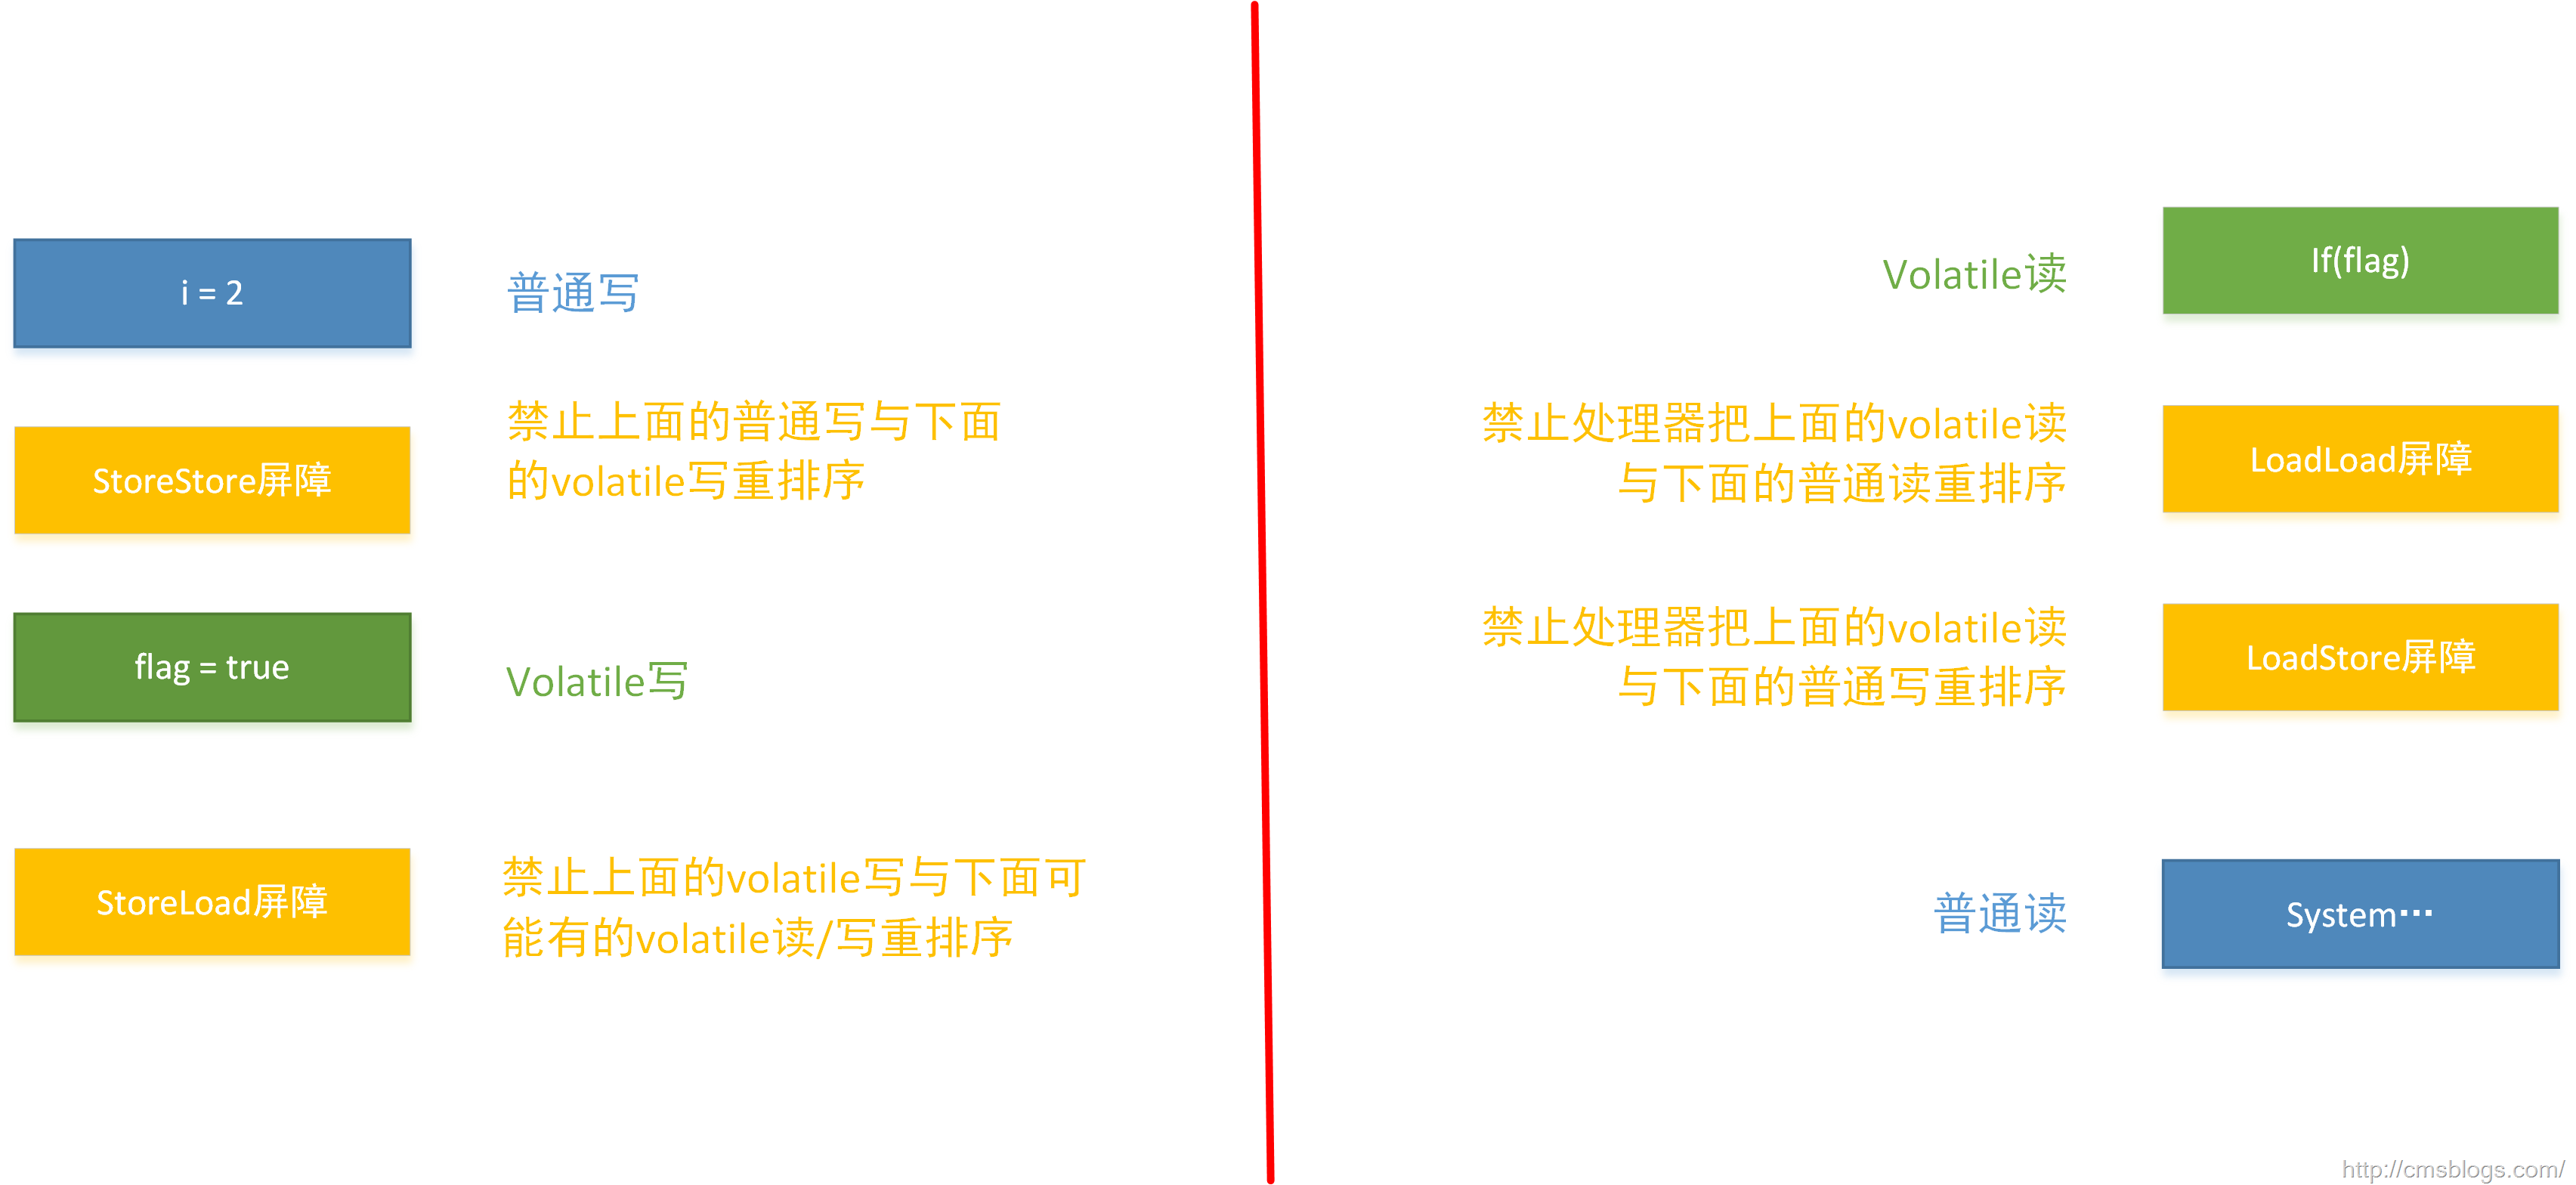 i = 2
普通写
StoreStore屏障
禁止上面的普通写与下面
的volatile写重排序
flag = true
Volatile写
StoreLoad屏障
禁止上面的volatile写与下面可
能有的volatile读/写重排序
Volatile读
If(flag)
禁止处理器把上面的volatile读
与下面的普通读重排序
LoadLoad屏障
禁止处理器把上面的volatile读
与下面的普通写重排序
LoadStore屏障
普通读
System…
http://cmsblogs.com/